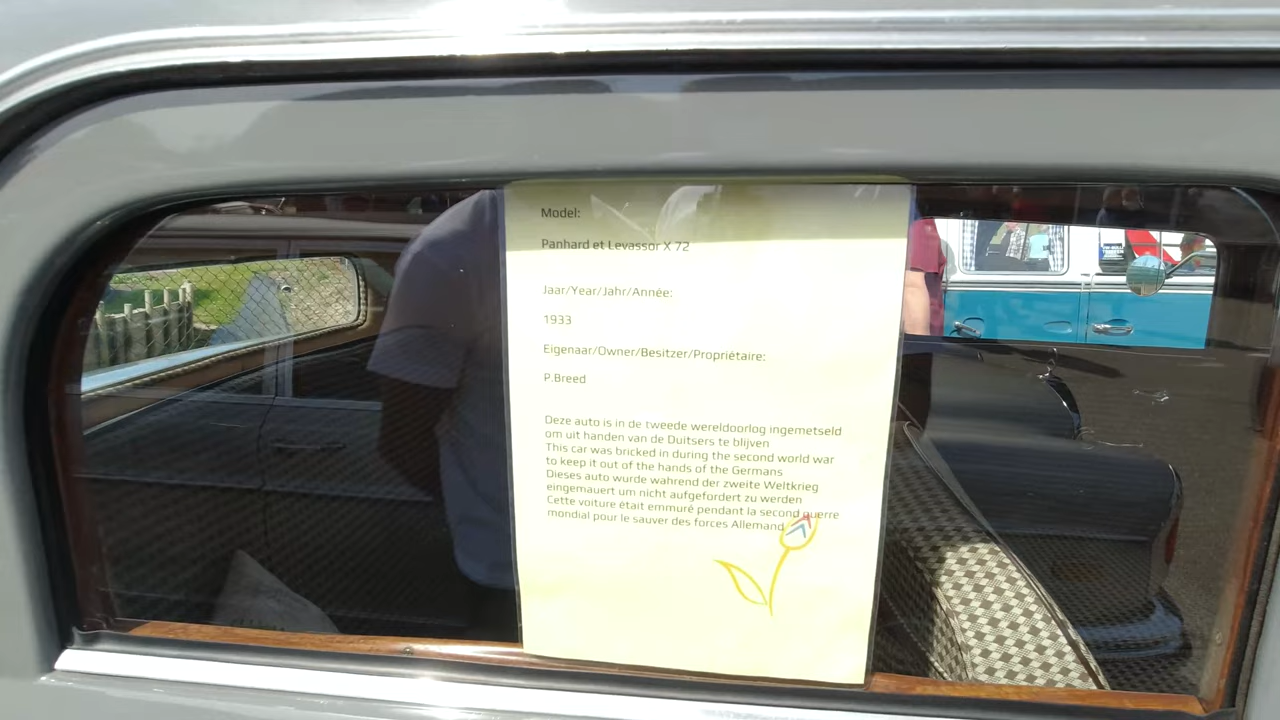 Model:
Panhard et Levassor X 72
Jaar/Year/Jahr/Année:
1933
Eigenaar/Owner/Besitzer/Propriétaire:
P.Breed
Deze auto is in de tweede wereldoorlog ingemetseld
om uit handen van de Duitsers te blijven
This car was bricked in during the second world war
to keep it out of the hands of the Germans
Dieses auto wurde während der zweite Weltkrieg
eingemauert um nicht aufgefordert zu werden
Cette voiture était emmuré pendant la second guerre
mondial pour le sauver des forces Allemand